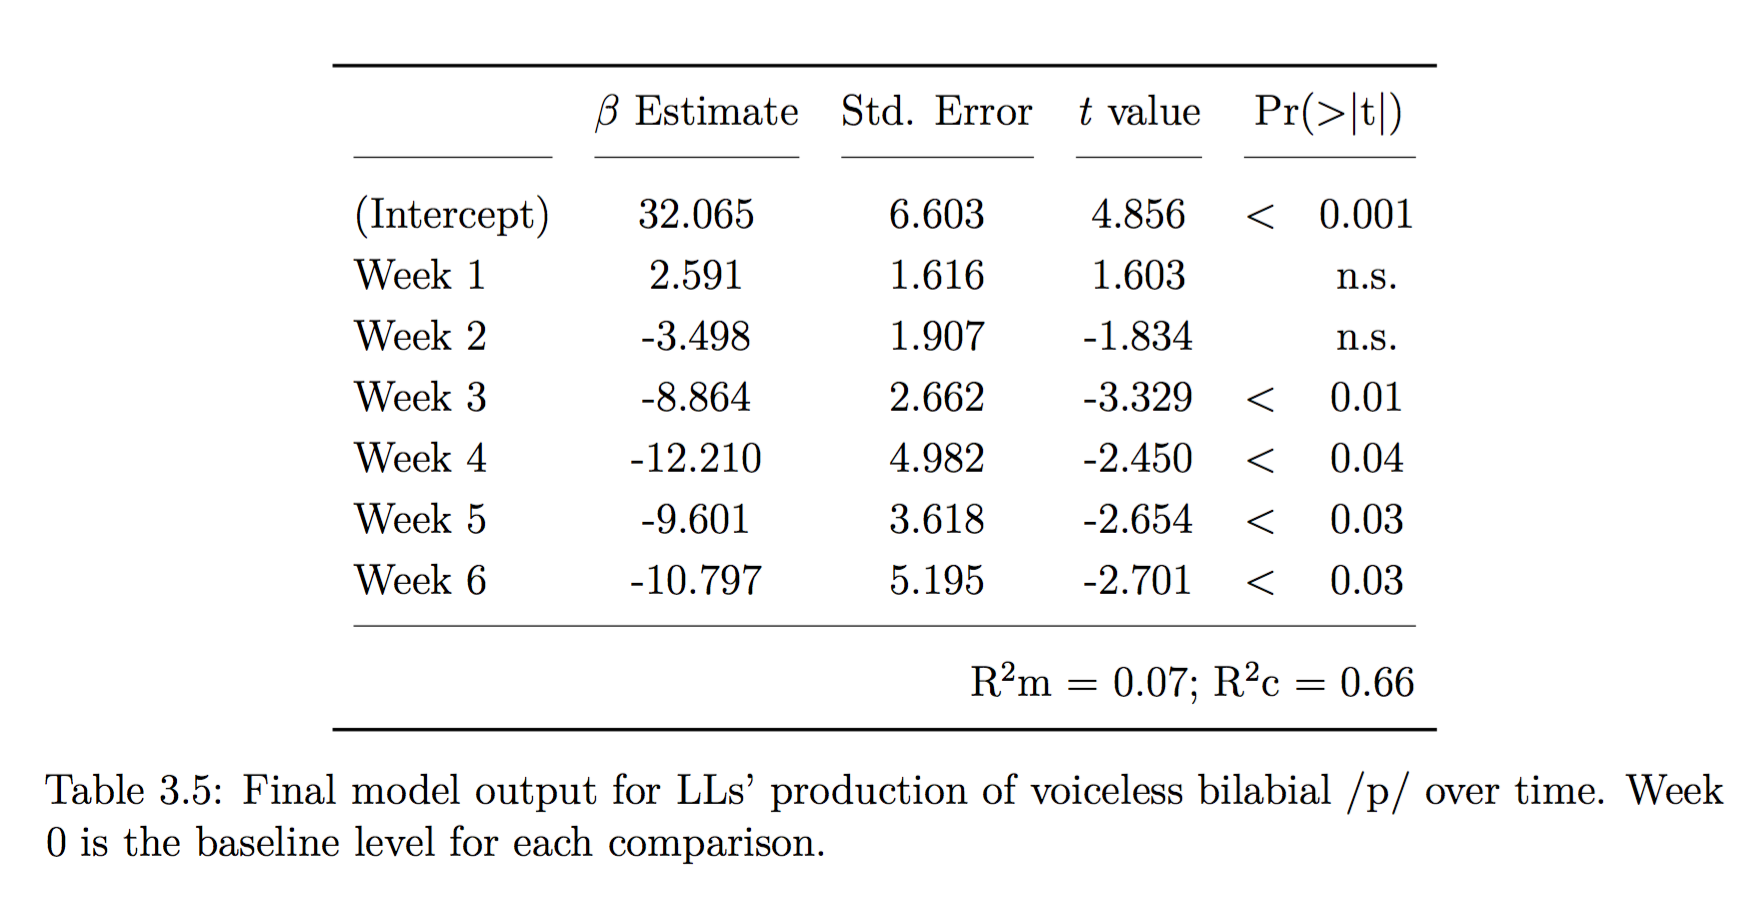 β Estimate Std. Error t value Pr(>|t|)
(Intercept) 32.065 6.603 4.856 < 0.001
Week 1 2.591 1.616 1.603 n.s.
Week 2 -3.498 1.907 -1.834 n.s.
Week 3 -8.864 2.662 -3.329 < 0.01
Week 4 -12.210 4.982 -2.450 < 0.04
Week 5 -9.601 3.618 -2.654 < 0.03
Week 6 -10.797 5.195 -2.701 < 0.03
R²m = 0.07; R²c = 0.66
Table 3.5: Final model output for LLs’ production of voiceless bilabial /p/ over time. Week
0 is the baseline level for each comparison.